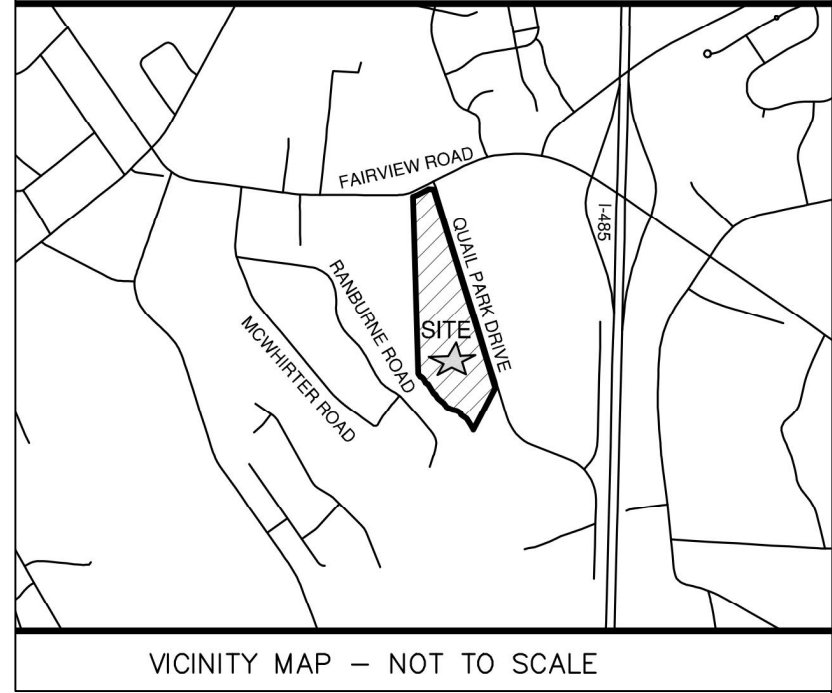 FAIRVIEW ROAD
I-485
QUAIL PARK DRIVE
RANBURNE ROAD
SITE
MCWHIRTER ROAD
VICINITY MAP - NOT TO SCALE